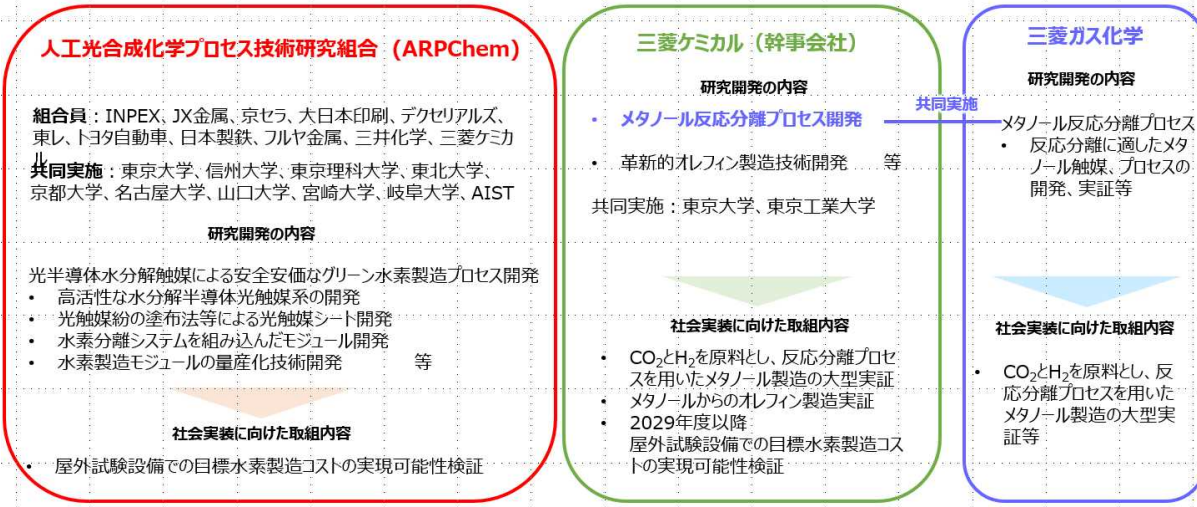 人工光合成化学プロセス技術研究組合（ARPChem）
組合員：INPEX、JX金属、京セラ、大日本印刷、デクセリアルズ、
東レ、トヨタ自動車、日本製鉄、フルヤ金属、三井化学、三菱ケミカ
ル
共同実施：東京大学、信州大学、東京理科大学、東北大学、
京都大学、名古屋大学、山口大学、宮崎大学、岐阜大学、AIST
研究開発の内容
光半導体水分解触媒による安全安価なグリーン水素製造プロセス開発
• 高活性な水分解半導体光触媒系の開発
• 光触媒紛の塗布法等による光触媒シート開発
• 水素分離システムを組み込んだモジュール開発
• 水素製造モジュールの量産化技術開発　　　等
社会実装に向けた取組内容
• 屋外試験設備での目標水素製造コストの実現可能性検証
三菱ケミカル（幹事会社）
研究開発の内容
• メタノール反応分離プロセス開発
• 革新的オレフィン製造技術開発　　等
共同実施：東京大学、東京工業大学
社会実装に向けた取組内容
• CO₂とH₂を原料とし、反応分離プロセ
スを用いたメタノール製造の大型実証
• メタノールからのオレフィン製造実証
• 2029年度以降
屋外試験設備での目標水素製造コス
トの実現可能性検証
共同実施
三菱ガス化学
研究開発の内容
メタノール反応分離プロセス
• 反応分離に適したメタ
ノール触媒、プロセスの
開発、実証等
社会実装に向けた取組内容
• CO₂とH₂を原料とし、反
応分離プロセスを用いた
メタノール製造の大型実
証等